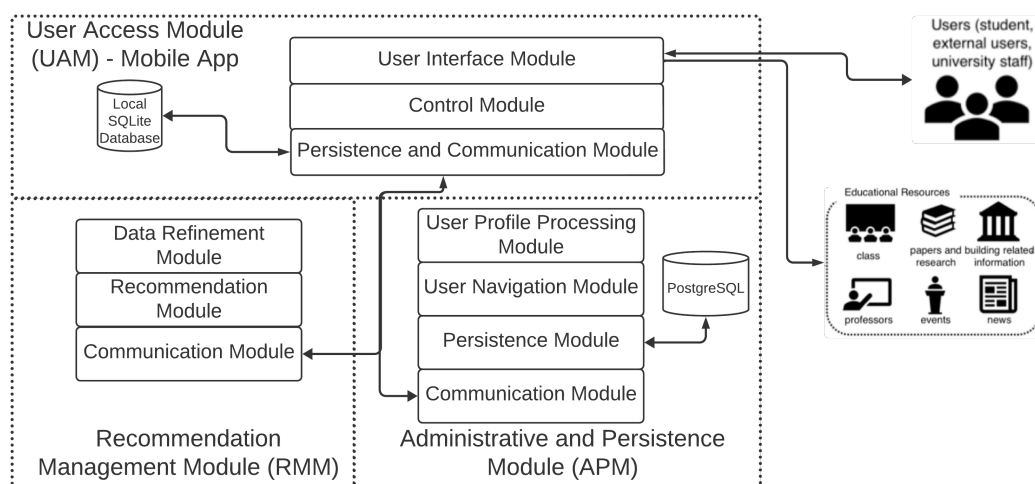 User Access Module
(UAM) - Mobile App
Local
SQLite
Database
User Interface Module
Control Module
Persistence and Communication Module
Users (student,
external users,
university staff)
Educational Resources
class
papers and
research
building related
information
professors
events
news
Data Refinement
Module
Recommendation
Module
Communication Module
Recommendation
Management Module (RMM)
User Profile Processing
Module
User Navigation Module
Persistence Module
Communication Module
PostgreSQL
Administrative and Persistence
Module (APM)